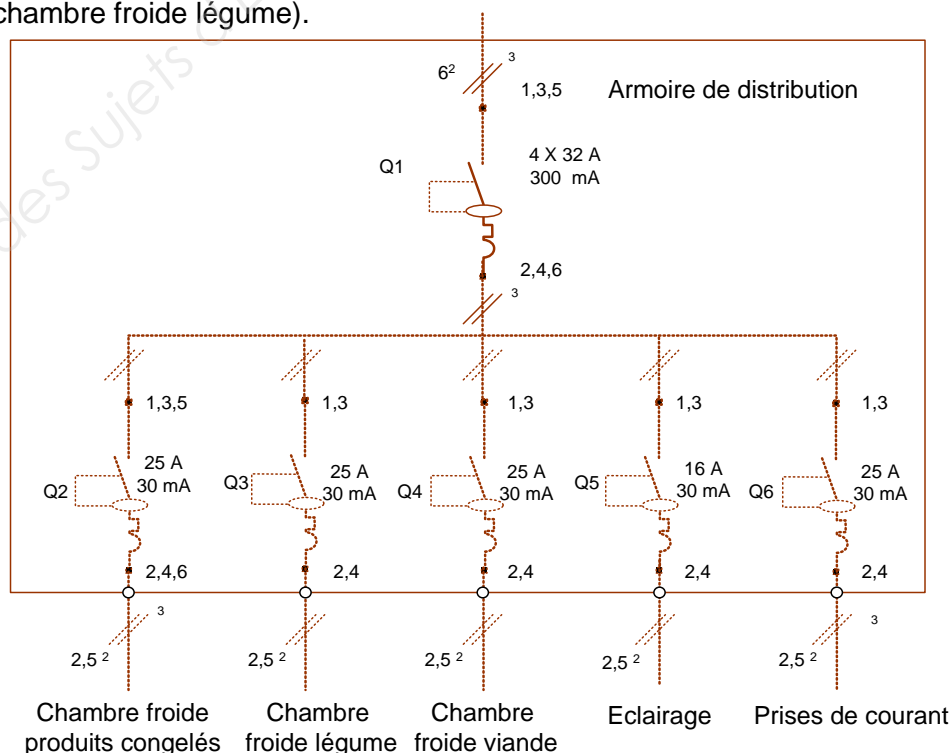 chambre froide légume).
des Sujets
6²
3
1,3,5
Armoire de distribution
Q1
4 X 32 A
300 mA
2,4,6
3
1,3,5
1,3
1,3
1,3
1,3
Q2
25 A
30 mA
Q3
25 A
30 mA
Q4
25 A
30 mA
Q5
16 A
30 mA
Q6
25 A
30 mA
2,4,6
2,4
2,4
2,4
2,4
3
3
2,5 ²
2,5 ²
2,5 ²
2,5 ²
2,5 ²
Chambre froide
produits congelés
Chambre
froide légume
Chambre
froide viande
Eclairage
Prises de courant